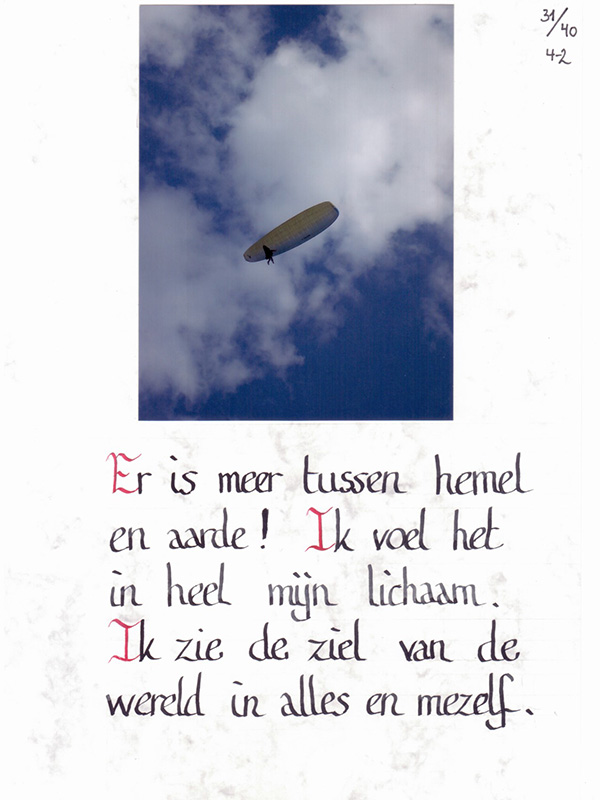 31/40
4-2
Er is meer tussen hemel
en aarde! Ik voel het
in heel mijn lichaam.
Ik zie de ziel van de
wereld in alles en mezelf.